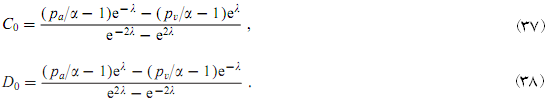 C₀ = ((pₐ/α − 1)e^{−λ} − (pᵥ/α − 1)e^{λ}) / (e^{−2λ} − e^{2λ}) , (۳۷)
D₀ = ((pₐ/α − 1)e^{λ} − (pᵥ/α − 1)e^{−λ}) / (e^{2λ} − e^{−2λ}) . (۳۸)